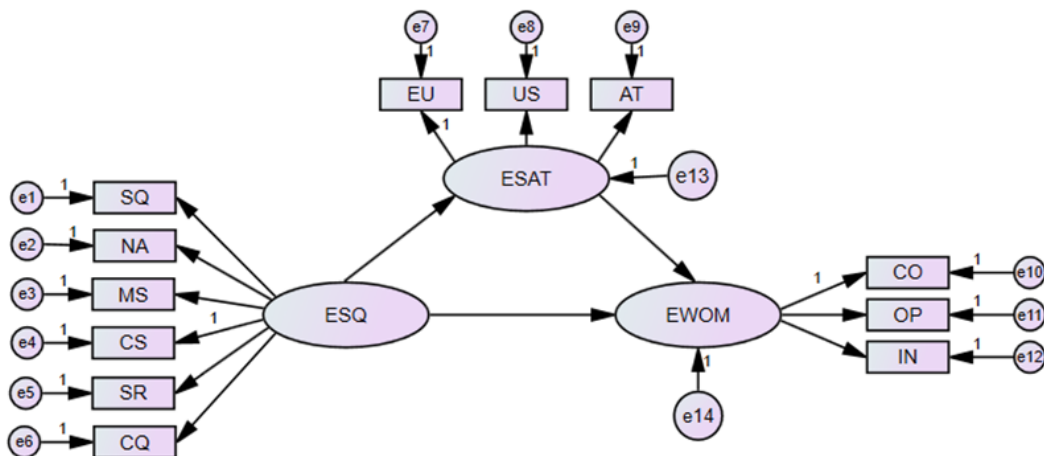 e7 e8 e9
1 1 1
EU US AT
1
ESAT 1 e13
e1 1 SQ
e2 1 NA
e3 1 MS
e4 1 CS 1
e5 1 SR
e6 1 CQ
ESQ
EWOM
1 CO 1 e10
OP 1 e11
IN 1 e12
1
e14